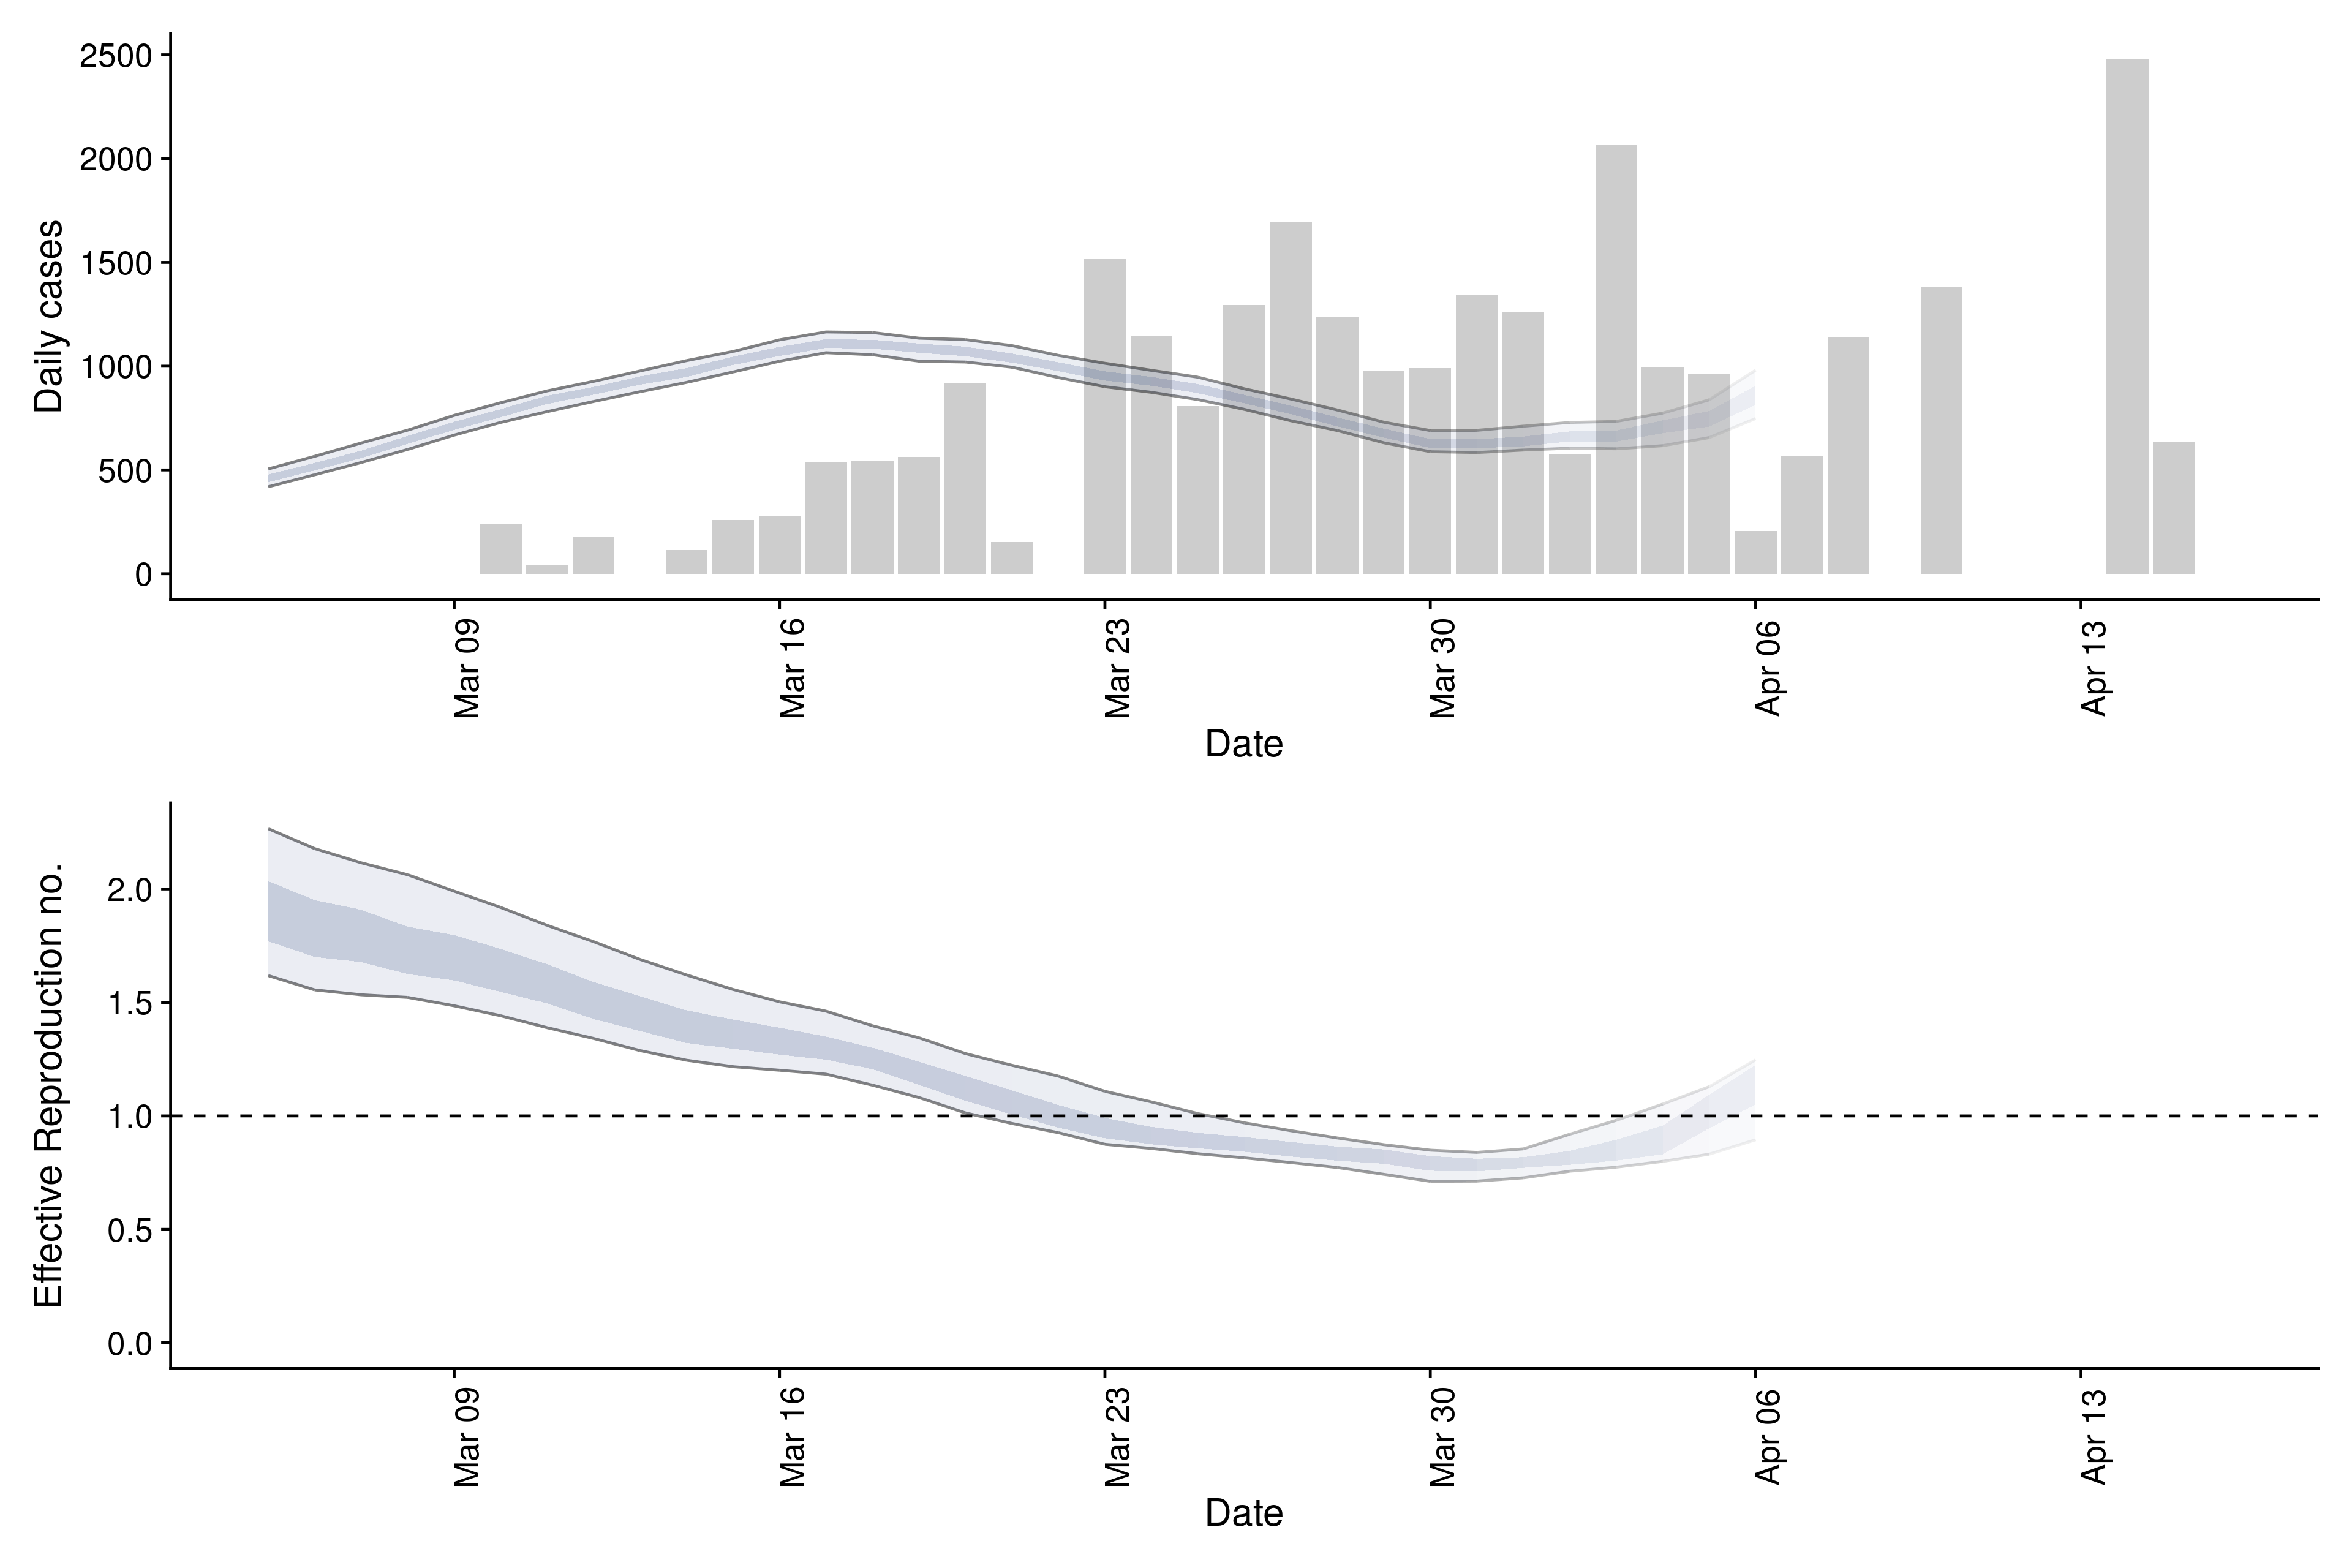 Daily cases
2500
2000
1500
1000
500
0
Mar 09
Mar 16
Mar 23
Mar 30
Apr 06
Apr 13
Date
Effective Reproduction no.
2.0
1.5
1.0
0.5
0.0
Mar 09
Mar 16
Mar 23
Mar 30
Apr 06
Apr 13
Date